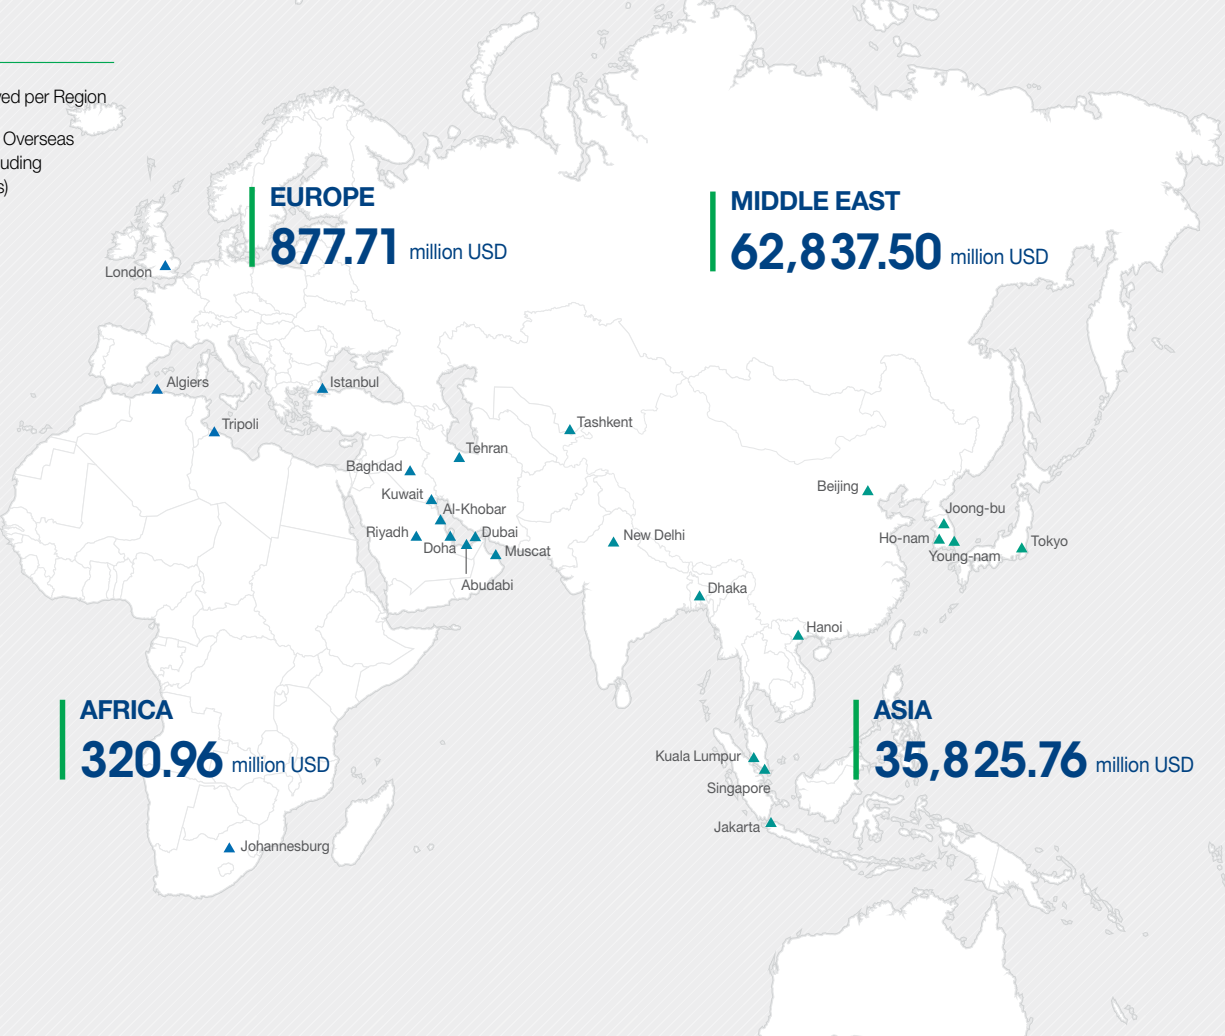 per Region
Overseas
EUROPE
877.71 million USD
MIDDLE EAST
62,837.50 million USD
London
Algiers
Istanbul
Tripoli
Tashkent
Tehran
Baghdad
Beijing
Kuwait
Al-Khobar
Joong-bu
Riyadh
Dubai
New Delhi
Ho-nam
Tokyo
Doha
Muscat
Young-nam
Abudabi
Dhaka
Hanoi
AFRICA
320.96 million USD
ASIA
35,825.76 million USD
Kuala Lumpur
Singapore
Jakarta
Johannesburg